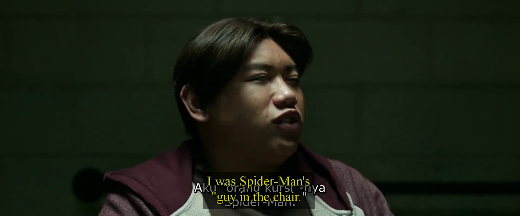 I was Spider-Man's
"guy in the chair."
Aku "orang kursi"-nya
Spider-Man.